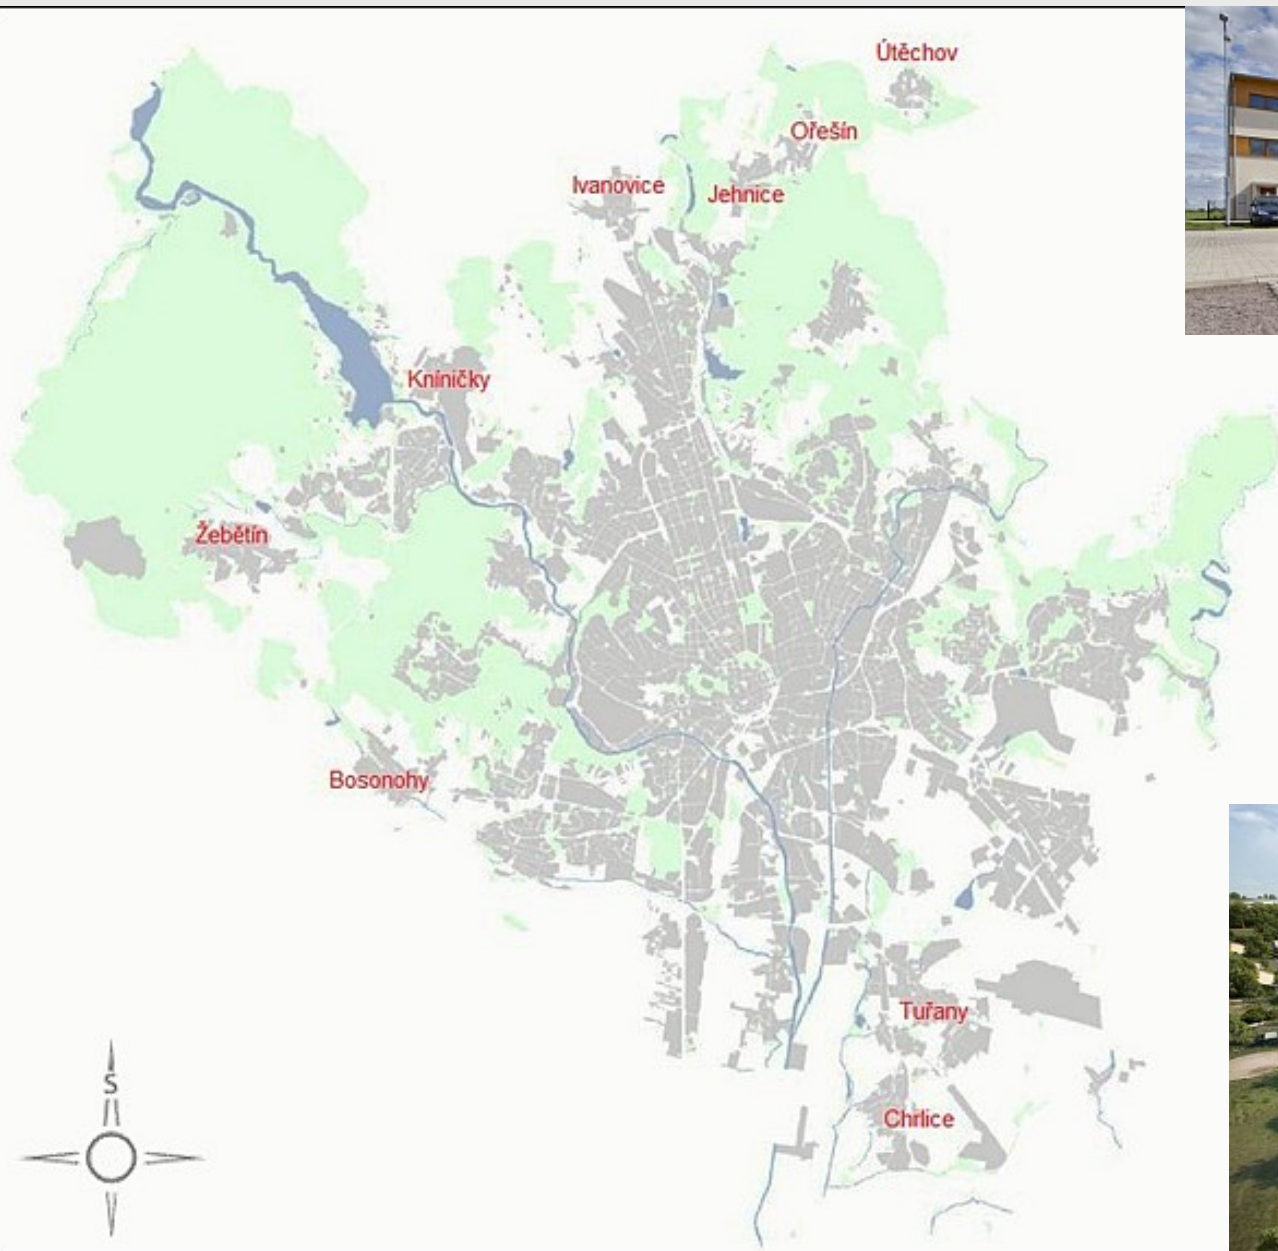 Útěchov
Ořešín
Ivanovice
Jehnice
Kníničky
Žebětín
Bosonohy
Tuřany
Chrlice
S